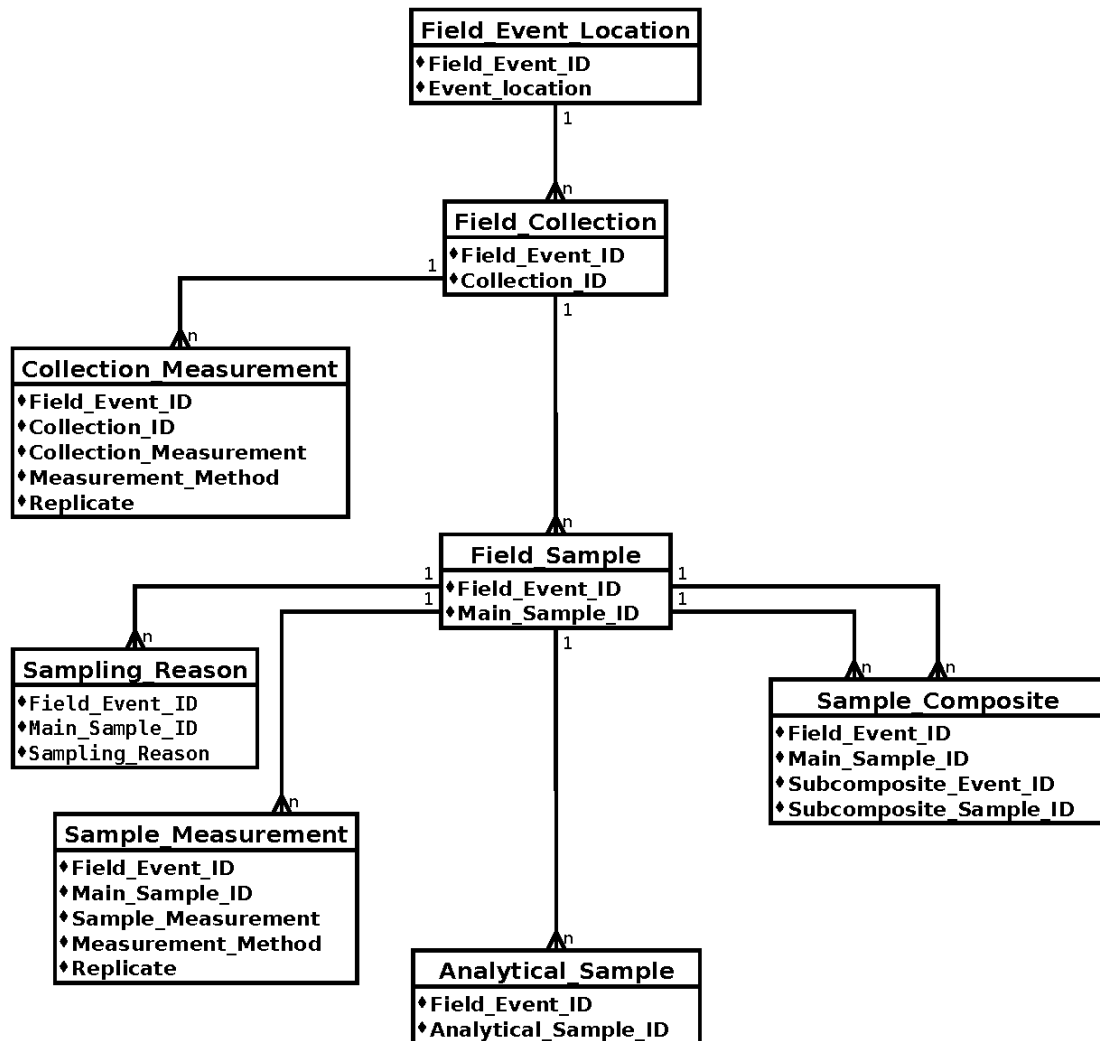 Field_Event_Location
Field_Event_ID
Event_location
1
n
Field_Collection
Field_Event_ID
Collection_ID
1
1
n
Collection_Measurement
Field_Event_ID
Collection_ID
Collection_Measurement
Measurement_Method
Replicate
n
Field_Sample
Field_Event_ID
Main_Sample_ID
1
1
1
1
1
n
Sampling_Reason
Field_Event_ID
Main_Sample_ID
Sampling_Reason
n
n
Sample_Composite
Field_Event_ID
Main_Sample_ID
Subcomposite_Event_ID
Subcomposite_Sample_ID
n
Sample_Measurement
Field_Event_ID
Main_Sample_ID
Sample_Measurement
Measurement_Method
Replicate
n
Analytical_Sample
Field_Event_ID
Analytical_Sample_ID